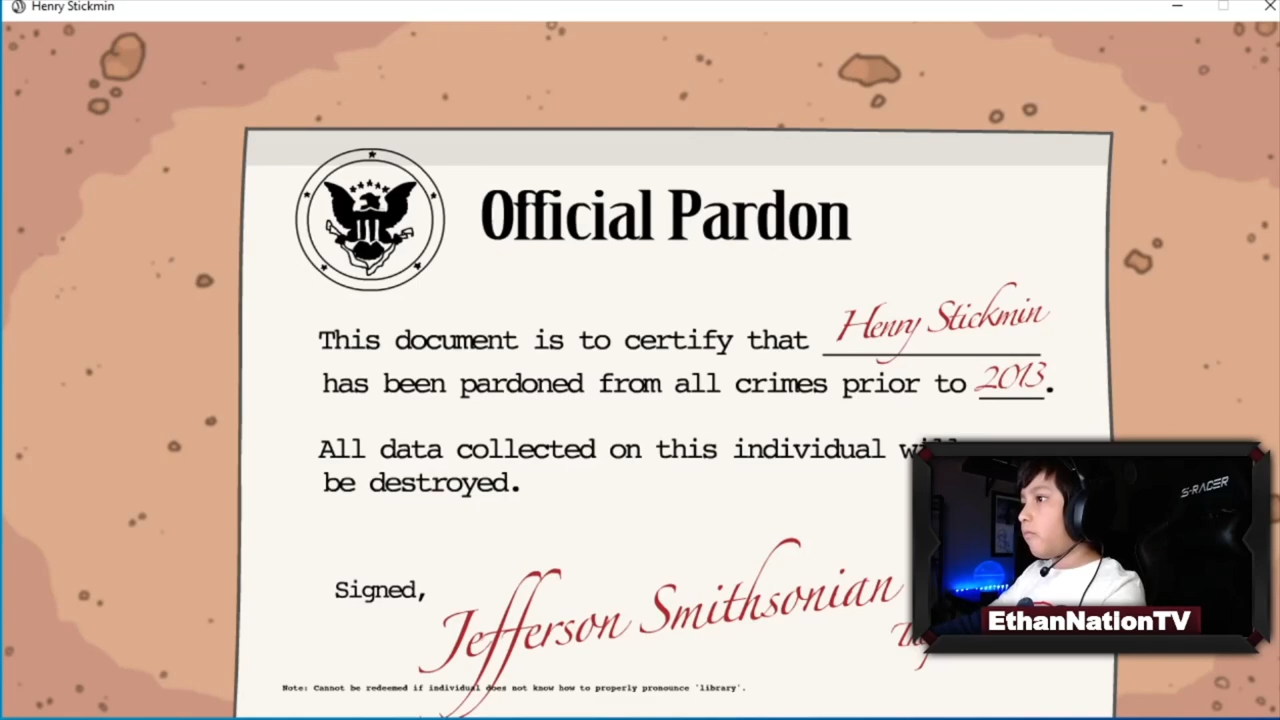 Henry Stickmin
Official Pardon
This document is to certify that Henry Stickmin
has been pardoned from all crimes prior to 2013.
All data collected on this individual will
be destroyed.
Signed,
Jefferson Smithsonian
Note: Cannot be redeemed if individual does not know how to properly pronounce 'library'.
S-RACER
EthanNationTV